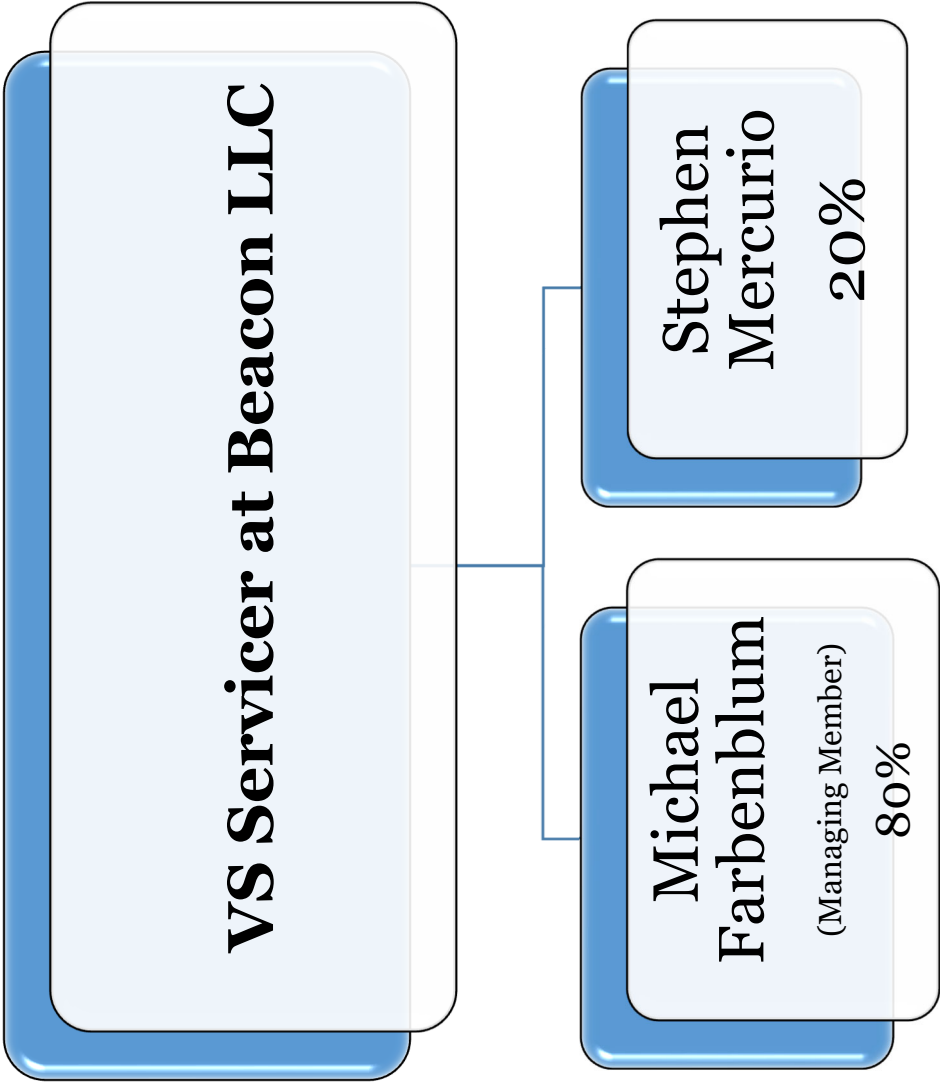 VS Servicer at Beacon LLC
Michael
Farbenblum
(Managing Member)
80%
Stephen
Mercurio
20%